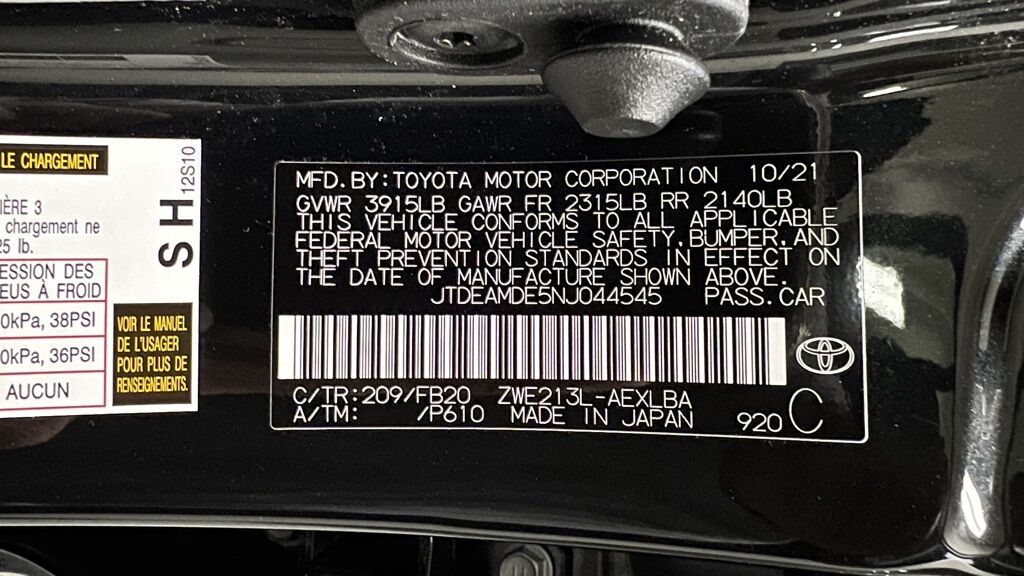 LE CHARGEMENT
IÈRE 3
chargement ne
25 lb.
ESSION DES
EUS À FROID
0kPa, 38PSI
0kPa, 36PSI
AUCUN
VOIR LE MANUEL
DE L'USAGER
POUR PLUS DE
RENSEIGNEMENTS.
S H
12S10
MFD.BY:TOYOTA MOTOR CORPORATION 10/21
GVWR 3915LB GAWR FR 2315LB RR 2140LB
THIS VEHICLE CONFORMS TO ALL APPLICABLE
FEDERAL MOTOR VEHICLE SAFETY,BUMPER,AND
THEFT PREVENTION STANDARDS IN EFFECT ON
THE DATE OF MANUFACTURE SHOWN ABOVE.
JTDEAMDE5NJ044545 PASS.CAR
C/TR:209/FB20 ZWE213L-AEXLBA
A/TM: /P610 MADE IN JAPAN 920 C